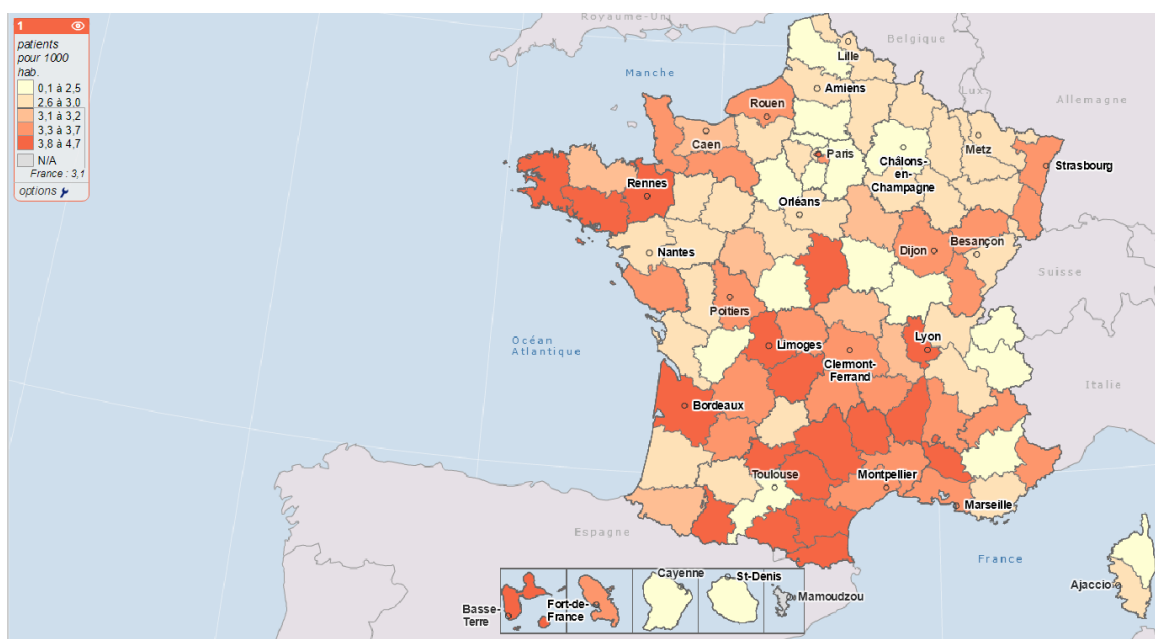 1
patients
pour 1000
hab.
0,1 à 2,5
2,6 à 3,0
3,1 à 3,2
3,3 à 3,7
3,8 à 4,7
N/A
France : 3,1
options
Royaume-Uni
Belgique
Lille
Manche
Amiens
Lux.
Allemagne
Rouen
Caen
Paris
Metz
Châlons-
en-
Champagne
Strasbourg
Rennes
Orléans
Nantes
Dijon
Besançon
Suisse
Poitiers
Océan
Atlantique
Limoges
Lyon
Clermont-
Ferrand
Italie
Bordeaux
Toulouse
Montpellier
Marseille
Espagne
France
Ajaccio
Cayenne
St-Denis
Mamoudzou
Basse-
Terre
Fort-de-
France